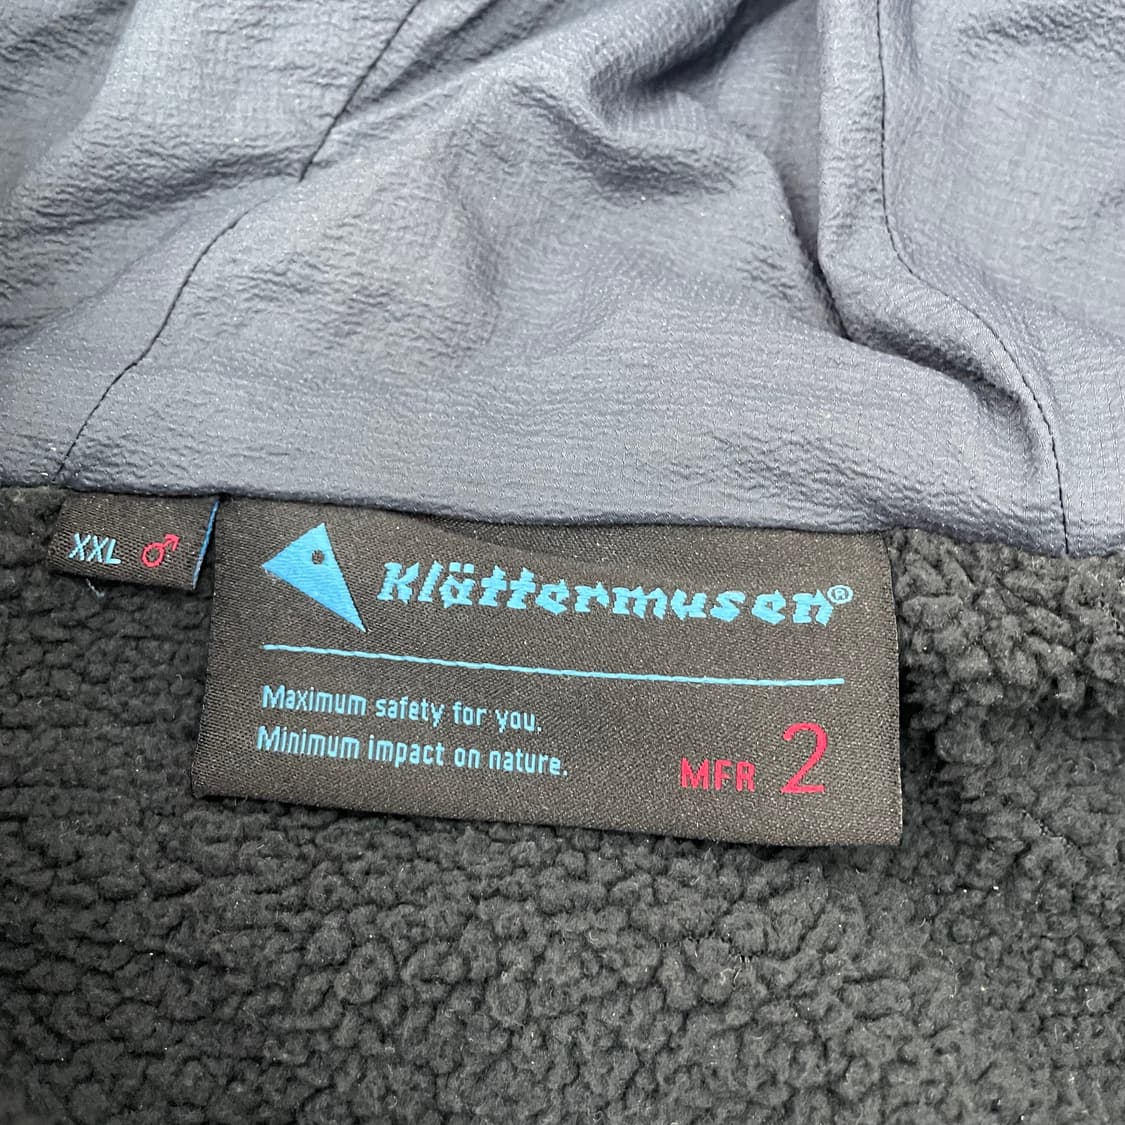 XXL ♂
Klättermusen®
Maximum safety for you.
Minimum impact on nature.
MFR 2